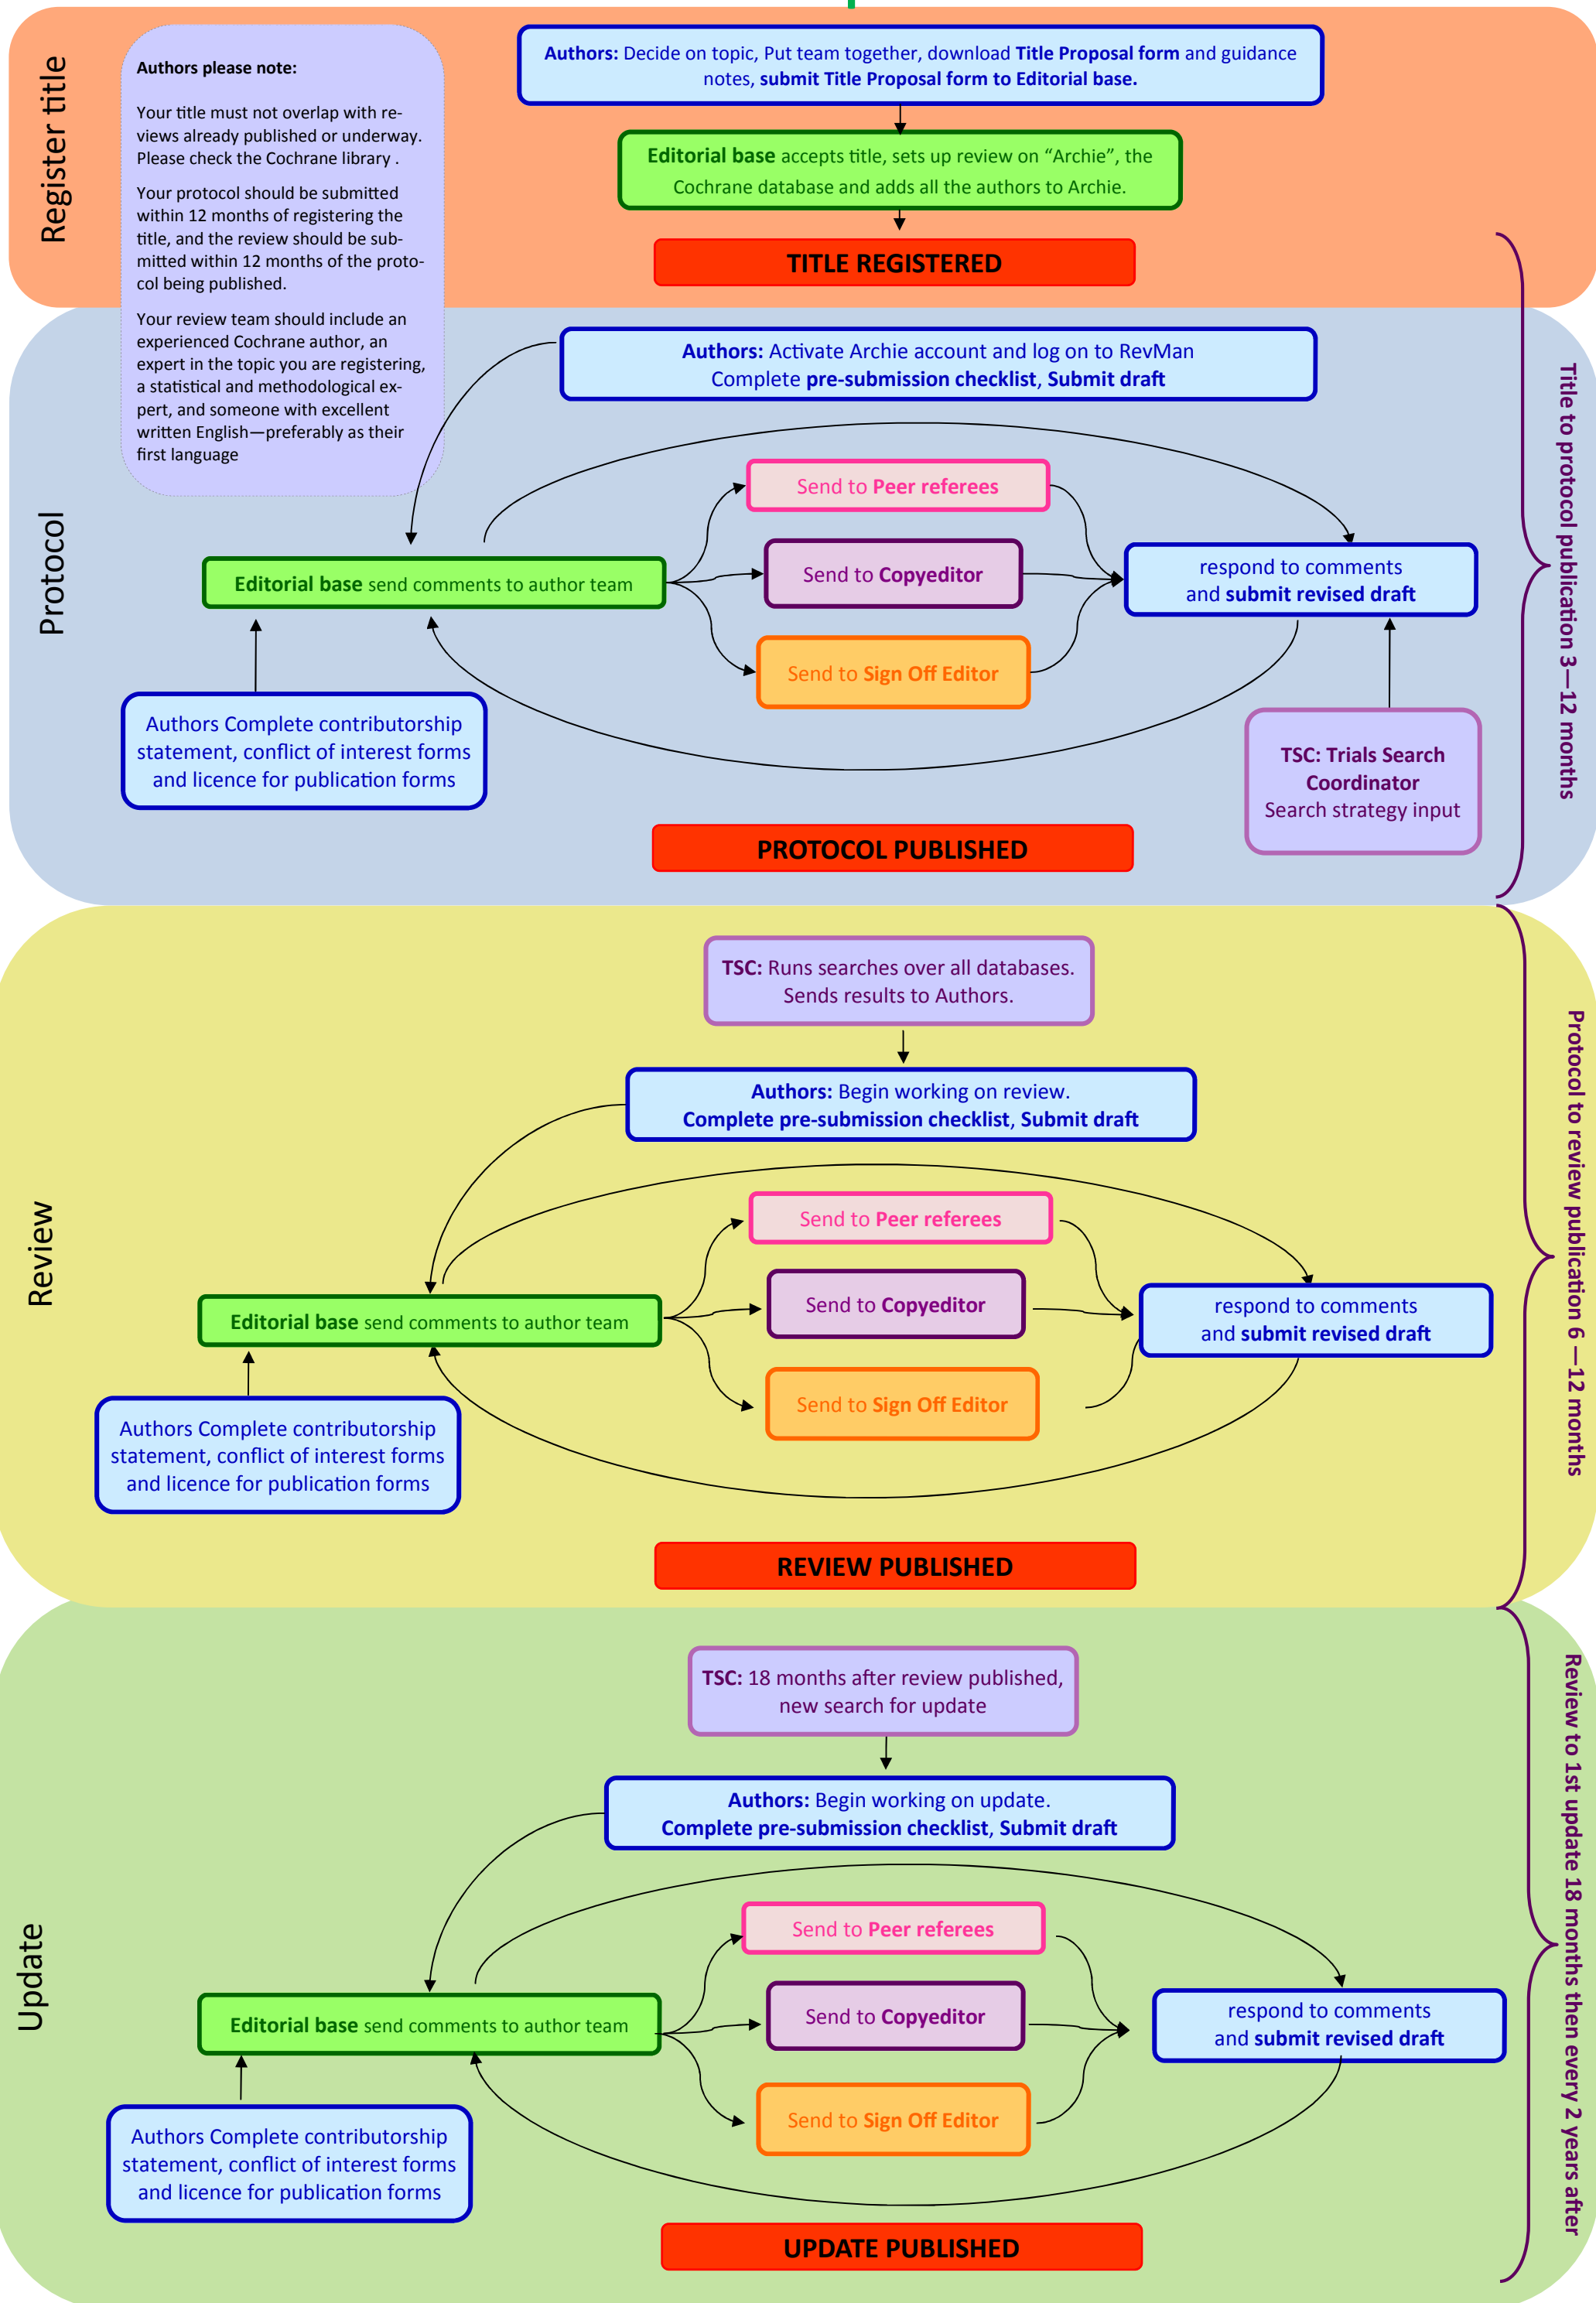 Register title
Authors please note:
Your title must not overlap with re-
views already published or underway.
Please check the Cochrane library .
Your protocol should be submitted
within 12 months of registering the
title, and the review should be sub-
mitted within 12 months of the proto-
col being published.
Your review team should include an
experienced Cochrane author, an
expert in the topic you are registering,
a statistical and methodological ex-
pert, and someone with excellent
written English—preferably as their
first language
Authors: Decide on topic, Put team together, download Title Proposal form and guidance
notes, submit Title Proposal form to Editorial base.
Editorial base accepts title, sets up review on “Archie”, the
Cochrane database and adds all the authors to Archie.
TITLE REGISTERED
Protocol
Authors: Activate Archie account and log on to RevMan
Complete pre-submission checklist, Submit draft
Send to Peer referees
Editorial base send comments to author team
Send to Copyeditor
respond to comments
and submit revised draft
Send to Sign Off Editor
Authors Complete contributorship
statement, conflict of interest forms
and licence for publication forms
TSC: Trials Search
Coordinator
Search strategy input
PROTOCOL PUBLISHED
Title to protocol publication 3—12 months
Review
TSC: Runs searches over all databases.
Sends results to Authors.
Authors: Begin working on review.
Complete pre-submission checklist, Submit draft
Send to Peer referees
Editorial base send comments to author team
Send to Copyeditor
respond to comments
and submit revised draft
Send to Sign Off Editor
Authors Complete contributorship
statement, conflict of interest forms
and licence for publication forms
REVIEW PUBLISHED
Protocol to review publication 6 —12 months
Update
TSC: 18 months after review published,
new search for update
Authors: Begin working on update.
Complete pre-submission checklist, Submit draft
Send to Peer referees
Editorial base send comments to author team
Send to Copyeditor
respond to comments
and submit revised draft
Send to Sign Off Editor
Authors Complete contributorship
statement, conflict of interest forms
and licence for publication forms
UPDATE PUBLISHED
Review to 1st update 18 months then every 2 years after